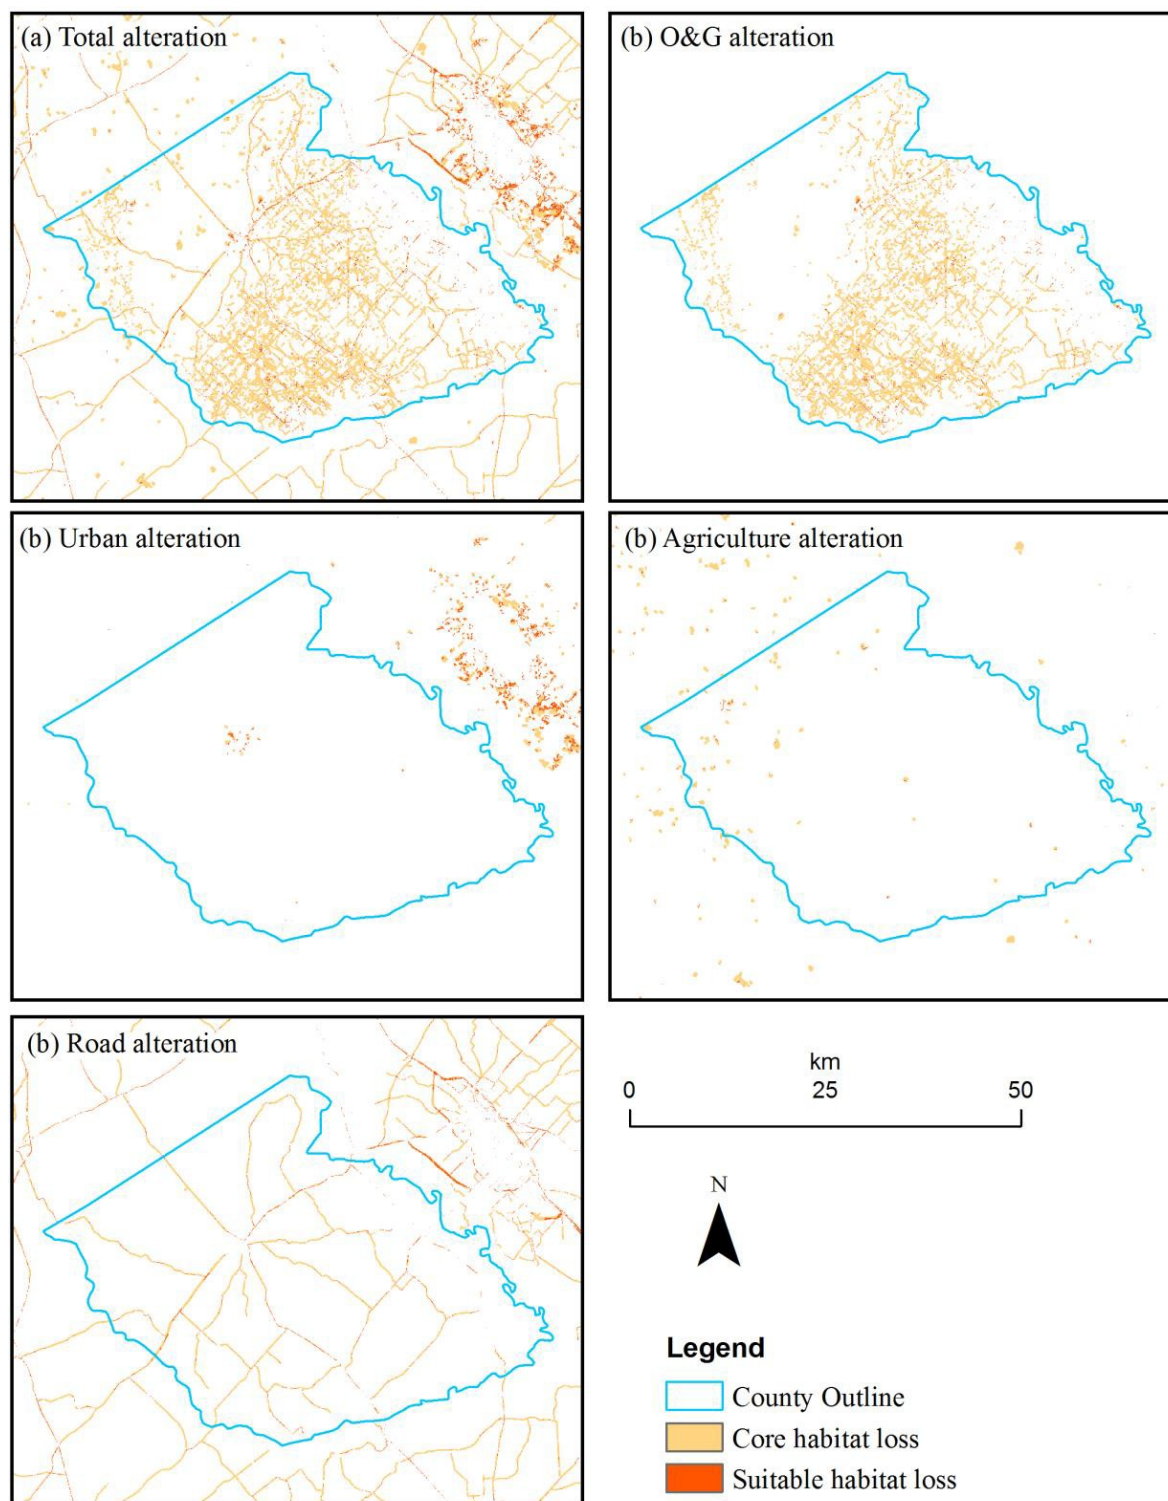 (a) Total alteration
(b) O&G alteration
(b) Urban alteration
(b) Agriculture alteration
(b) Road alteration
km
0 25 50
N
Legend
County Outline
Core habitat loss
Suitable habitat loss